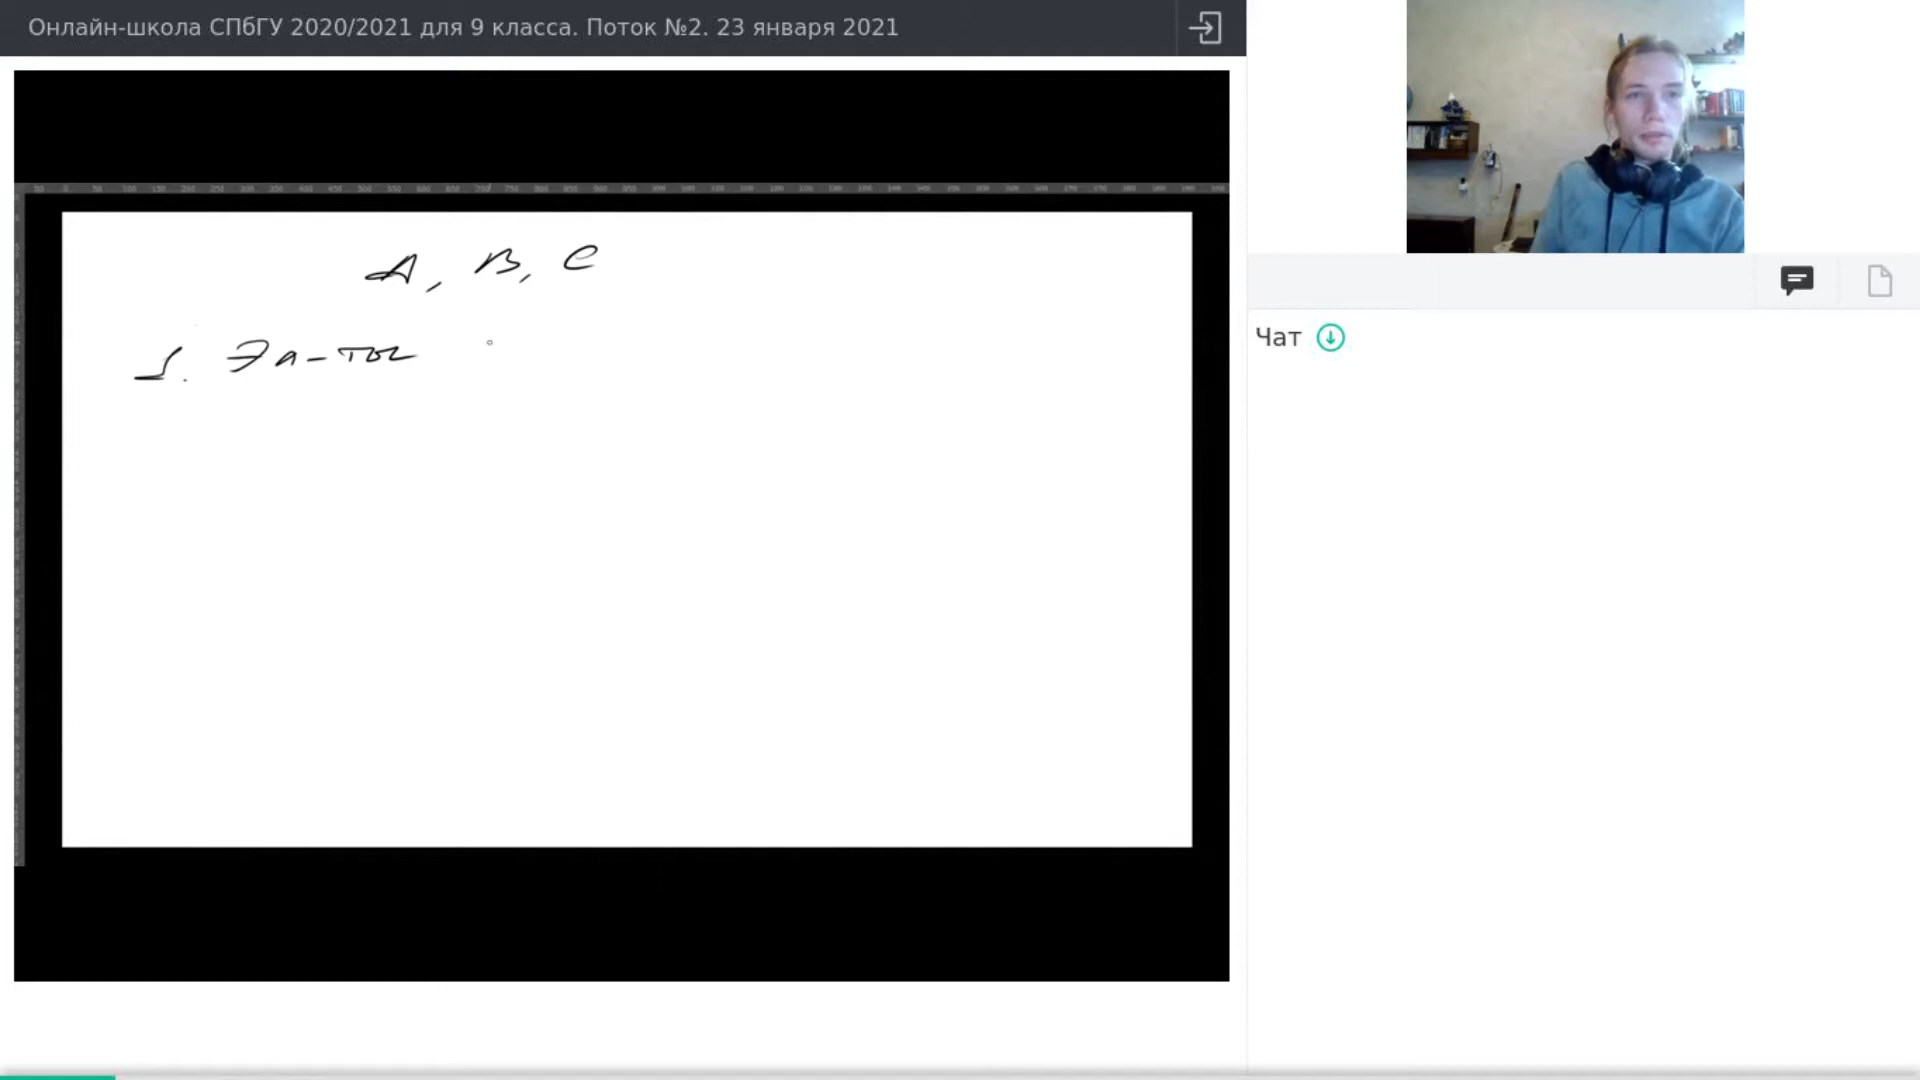 Онлайн-школа СПбГУ 2020/2021 для 9 класса. Поток №2. 23 января 2021
A, B, C
1. Эл-ты
Чат